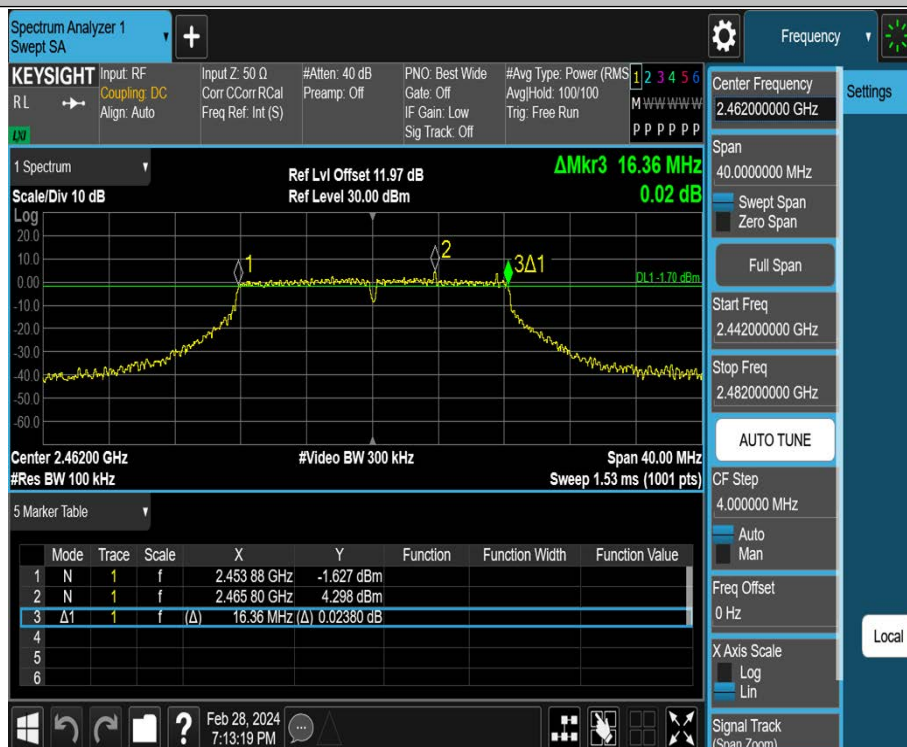 Spectrum Analyzer 1
Swept SA
+
Frequency
KEYSIGHT
RL
LXI
Input: RF
Coupling: DC
Align: Auto
Input Z: 50 Ω
Corr CCorr RCal
Freq Ref: Int (S)
#Atten: 40 dB
Preamp: Off
PNO: Best Wide
Gate: Off
IF Gain: Low
Sig Track: Off
#Avg Type: Power (RMS
Avg|Hold: 100/100
Trig: Free Run
1 2 3 4 5 6
M W W W W W
P P P P P P
1 Spectrum
Scale/Div 10 dB
Ref Lvl Offset 11.97 dB
Ref Level 30.00 dBm
ΔMkr3 16.36 MHz
0.02 dB
Log
20.0
10.0
0.00
-10.0
-20.0
-30.0
-40.0
-50.0
-60.0
1
2
3Δ1
DL1 -1.70 dBm
Center 2.46200 GHz
#Res BW 100 kHz
#Video BW 300 kHz
Span 40.00 MHz
Sweep 1.53 ms (1001 pts)
5 Marker Table
Mode Trace Scale X Y Function Function Width Function Value
1 N 1 f 2.453 88 GHz -1.627 dBm
2 N 1 f 2.465 80 GHz 4.298 dBm
3 Δ1 1 f (Δ) 16.36 MHz (Δ) 0.02380 dB
4
5
6
?
Feb 28, 2024
7:13:19 PM
Center Frequency
2.462000000 GHz
Span
40.0000000 MHz
Swept Span
Zero Span
Full Span
Start Freq
2.442000000 GHz
Stop Freq
2.482000000 GHz
AUTO TUNE
CF Step
4.000000 MHz
Auto
Man
Freq Offset
0 Hz
X Axis Scale
Log
Lin
Signal Track
(Span Zoom)
Settings
Local